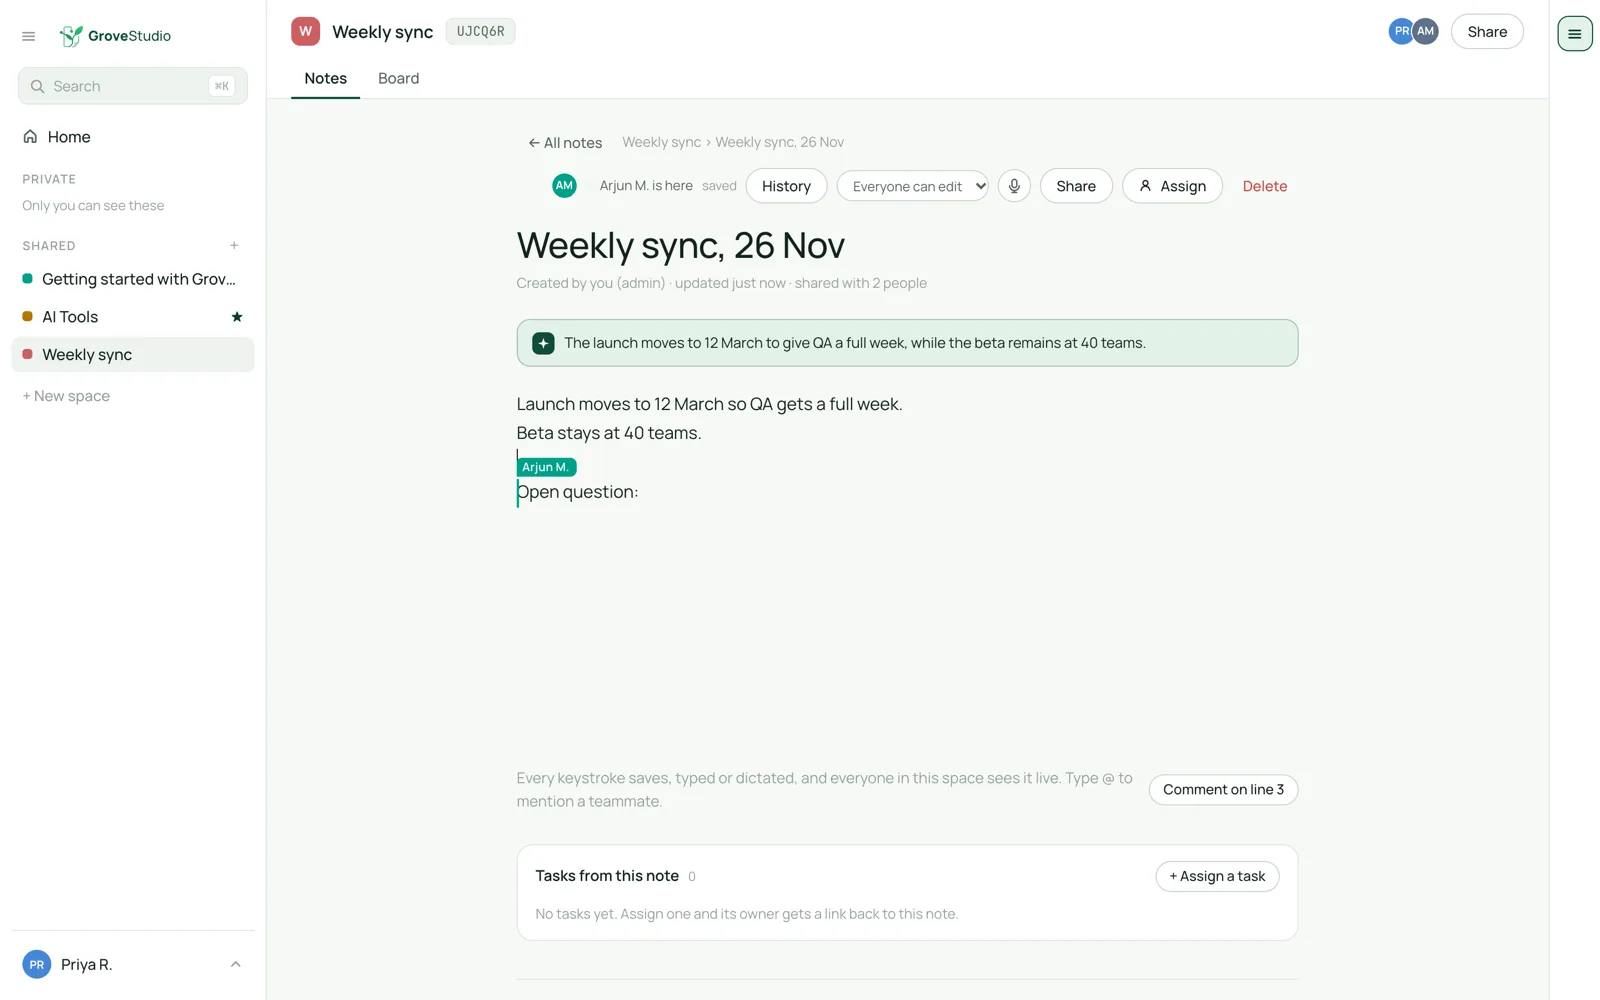 GroveStudio
Search
⌘K
Home
PRIVATE
Only you can see these
SHARED +
Getting started with Grov...
AI Tools
Weekly sync
+ New space
PR Priya R.
W Weekly sync UJCQ6R
PR AM Share
Notes Board
← All notes Weekly sync › Weekly sync, 26 Nov
AM Arjun M. is here saved History Everyone can edit Share Assign Delete
Weekly sync, 26 Nov
Created by you (admin) · updated just now · shared with 2 people
The launch moves to 12 March to give QA a full week, while the beta remains at 40 teams.
Launch moves to 12 March so QA gets a full week.
Beta stays at 40 teams.
Arjun M.
Open question:
Every keystroke saves, typed or dictated, and everyone in this space sees it live. Type @ to
mention a teammate.
Comment on line 3
Tasks from this note 0
+ Assign a task
No tasks yet. Assign one and its owner gets a link back to this note.